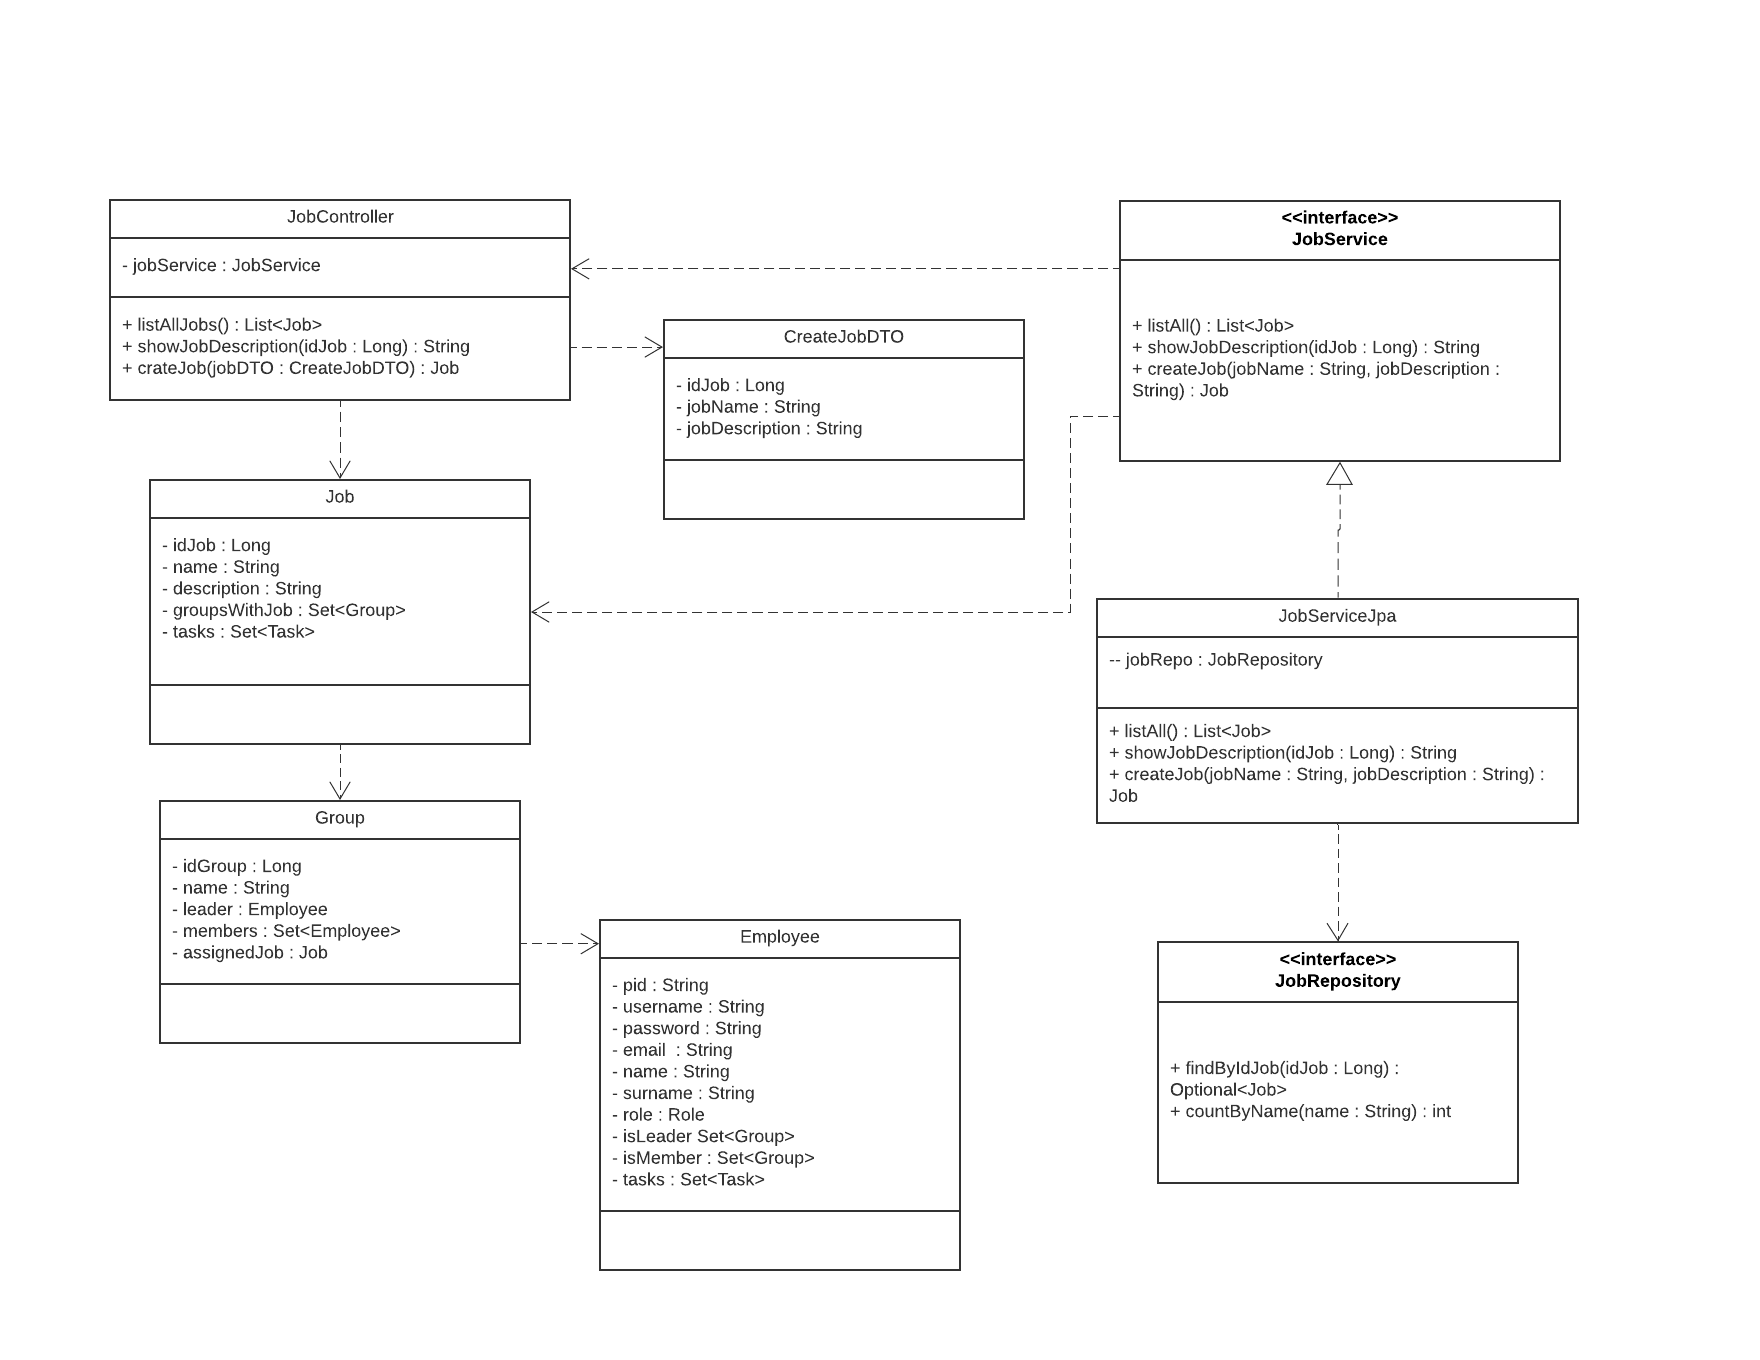 JobController
- jobService : JobService
+ listAllJobs() : List<Job>
+ showJobDescription(idJob : Long) : String
+ crateJob(jobDTO : CreateJobDTO) : Job
<<interface>>
JobService
+ listAll() : List<Job>
+ showJobDescription(idJob : Long) : String
+ createJob(jobName : String, jobDescription :
String) : Job
CreateJobDTO
- idJob : Long
- jobName : String
- jobDescription : String
Job
- idJob : Long
- name : String
- description : String
- groupsWithJob : Set<Group>
- tasks : Set<Task>
JobServiceJpa
-- jobRepo : JobRepository
+ listAll() : List<Job>
+ showJobDescription(idJob : Long) : String
+ createJob(jobName : String, jobDescription : String) :
Job
Group
- idGroup : Long
- name : String
- leader : Employee
- members : Set<Employee>
- assignedJob : Job
Employee
- pid : String
- username : String
- password : String
- email  : String
- name : String
- surname : String
- role : Role
- isLeader Set<Group>
- isMember : Set<Group>
- tasks : Set<Task>
<<interface>>
JobRepository
+ findByIdJob(idJob : Long) :
Optional<Job>
+ countByName(name : String) : int